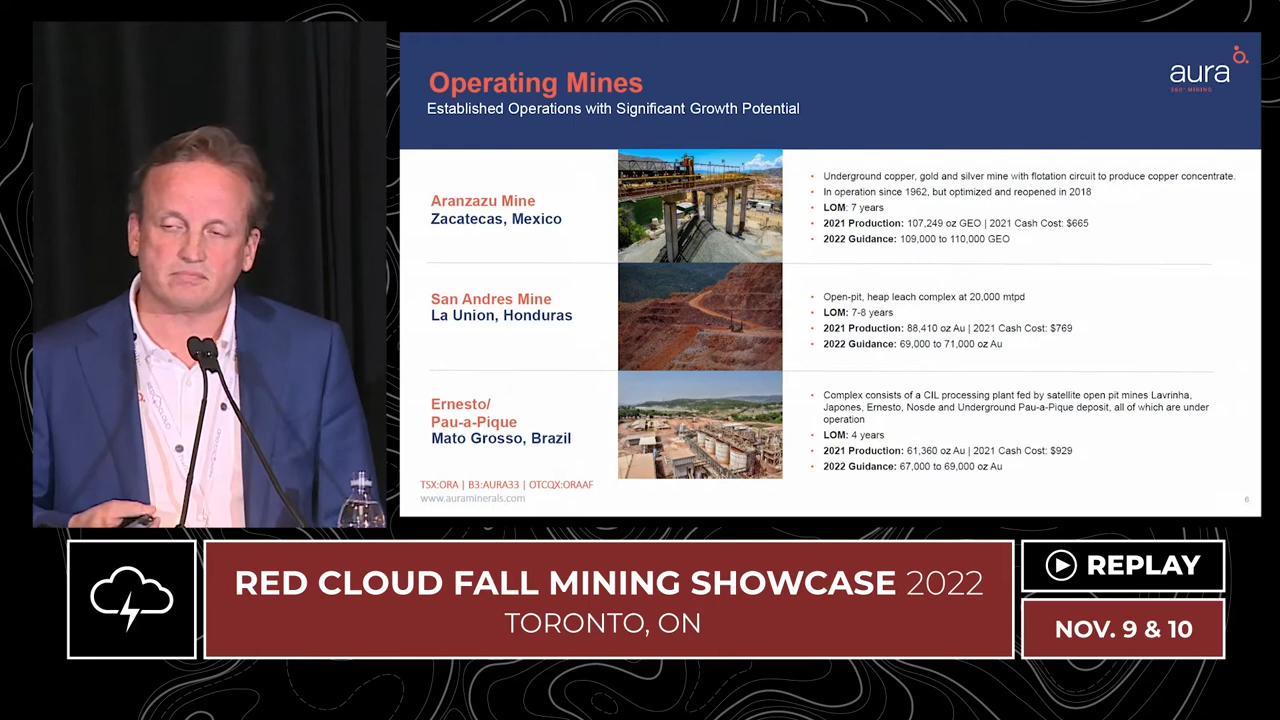 Operating Mines
Established Operations with Significant Growth Potential
aura
360° MINING
Aranzazu Mine
Zacatecas, Mexico
• Underground copper, gold and silver mine with flotation circuit to produce copper concentrate.
• In operation since 1962, but optimized and reopened in 2018
• LOM: 7 years
• 2021 Production: 107,249 oz GEO | 2021 Cash Cost: $665
• 2022 Guidance: 109,000 to 110,000 GEO
San Andres Mine
La Union, Honduras
• Open-pit, heap leach complex at 20,000 mtpd
• LOM: 7-8 years
• 2021 Production: 88,410 oz Au | 2021 Cash Cost: $769
• 2022 Guidance: 69,000 to 71,000 oz Au
Ernesto/
Pau-a-Pique
Mato Grosso, Brazil
• Complex consists of a CIL processing plant fed by satellite open pit mines Lavrinha,
Japones, Ernesto, Nosde and Underground Pau-a-Pique deposit, all of which are under
operation
• LOM: 4 years
• 2021 Production: 61,360 oz Au | 2021 Cash Cost: $929
• 2022 Guidance: 67,000 to 69,000 oz Au
TSX:ORA | B3:AURA33 | OTCQX:ORAAF
www.auraminerals.com
6
RED CLOUD FALL MINING SHOWCASE 2022
TORONTO, ON
REPLAY
NOV. 9 & 10